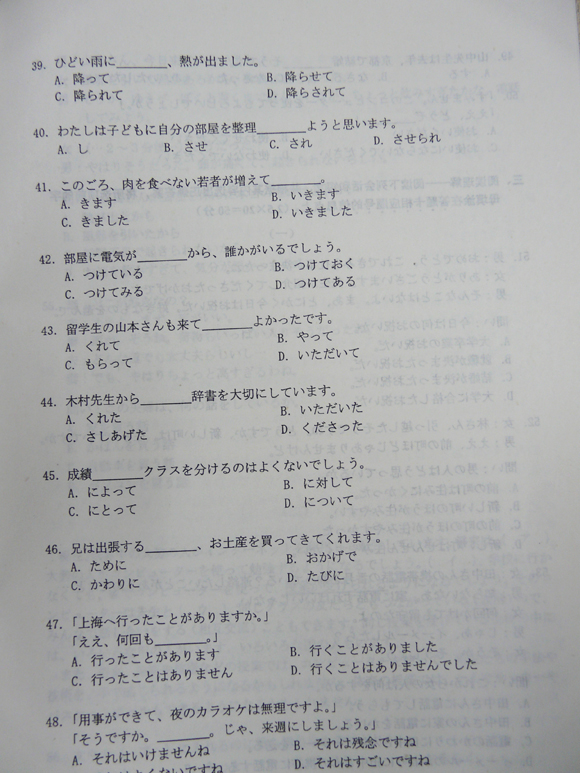 39. ひどい雨に________、熱が出ました。
A. 降って B. 降らせて
C. 降られて D. 降らされて
40. わたしは子どもに自分の部屋を整理________ようと思います。
A. し B. させ C. され D. させられ
41. このごろ、肉を食べない若者が増えて________。
A. きます B. いきます
C. きました D. いきました
42. 部屋に電気が________から、誰かがいるでしょう。
A. つけている B. つけておく
C. つけてみる D. つけてある
43. 留学生の山本さんも来て________よかったです。
A. くれて B. やって
C. もらって D. いただいて
44. 木村先生から________辞書を大切にしています。
A. くれた B. いただいた
C. さしあげた D. くださった
45. 成績________クラスを分けるのはよくないでしょう。
A. によって B. に対して
C. にとって D. について
46. 兄は出張する________、お土産を買ってきてくれます。
A. ために B. おかげで
C. かわりに D. たびに
47. 「上海へ行ったことがありますか。」
「ええ、何回も________。」
A. 行ったことがあります B. 行くことがありました
C. 行ったことはありません D. 行くことはありませんでした
48. 「用事ができて、夜のカラオケは無理ですよ。」
「そうですか。________。じゃ、来週にしましょう。」
A. それはいけませんね B. それは残念ですね
D. それはすごいですね